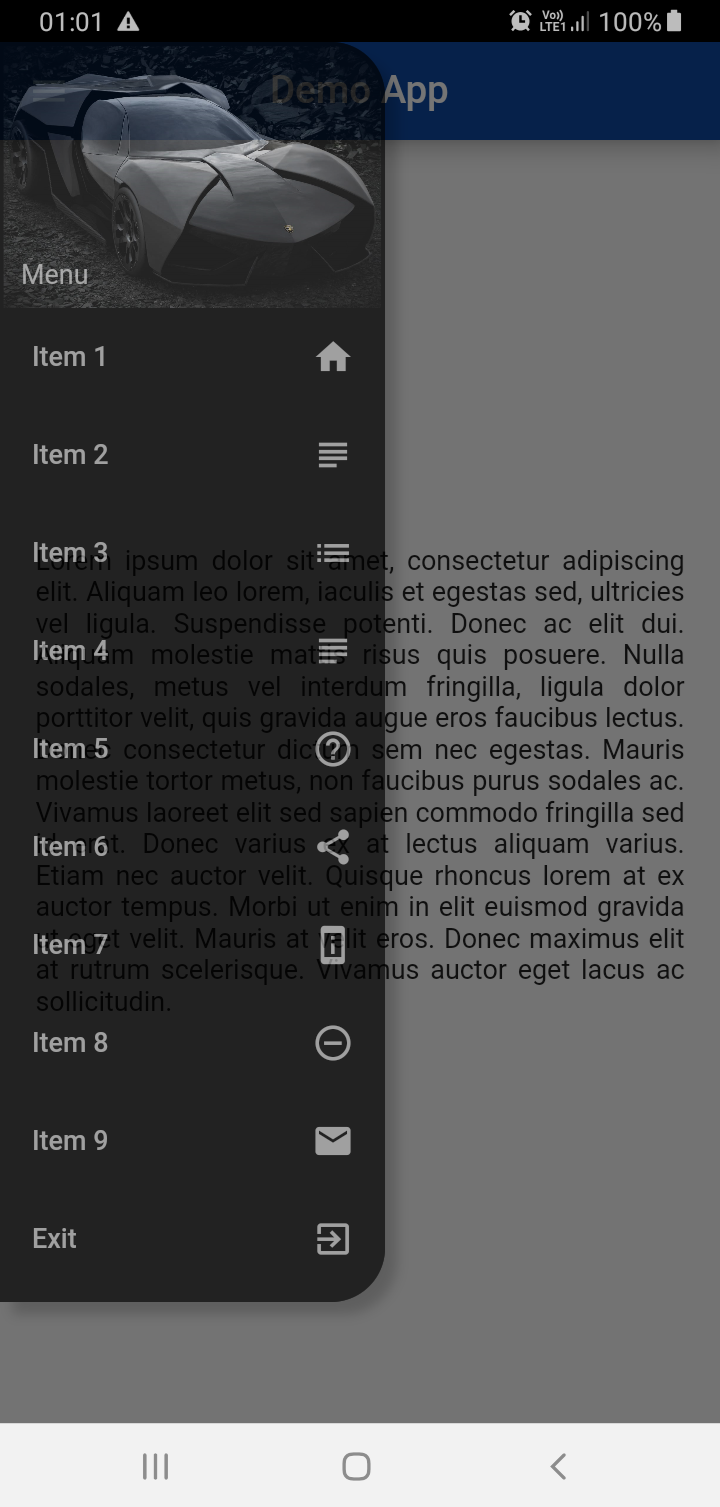 01:01
Vo)) LTE1 100%
Demo App
Menu
Item 1
Item 2
Item 3
Lorem ipsum dolor sit amet, consectetur adipiscing
elit. Aliquam leo lorem, iaculis et egestas sed, ultricies
vel ligula. Suspendisse potenti. Donec ac elit dui.
Item 4
Aliquam molestie mattis risus quis posuere. Nulla
sodales, metus vel interdum fringilla, ligula dolor
porttitor velit, quis gravida augue eros faucibus lectus.
Item 5
Donec consectetur dictum sem nec egestas. Mauris
molestie tortor metus, non faucibus purus sodales ac.
Vivamus laoreet elit sed sapien commodo fringilla sed
Item 6
erat. Donec varius ex at lectus aliquam varius.
Etiam nec auctor velit. Quisque rhoncus lorem at ex
auctor tempus. Morbi ut enim in elit euismod gravida
Item 7
ut eget velit. Mauris at velit eros. Donec maximus elit
at rutrum scelerisque. Vivamus auctor eget lacus ac
sollicitudin.
Item 8
Item 9
Exit